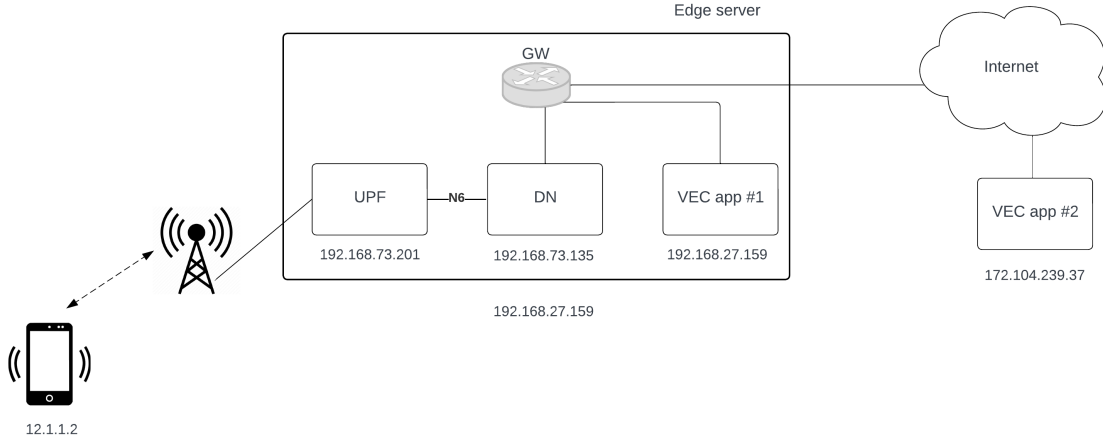 Edge server
GW
Internet
UPF
N6
DN
VEC app #1
VEC app #2
192.168.73.201
192.168.73.135
192.168.27.159
172.104.239.37
192.168.27.159
12.1.1.2